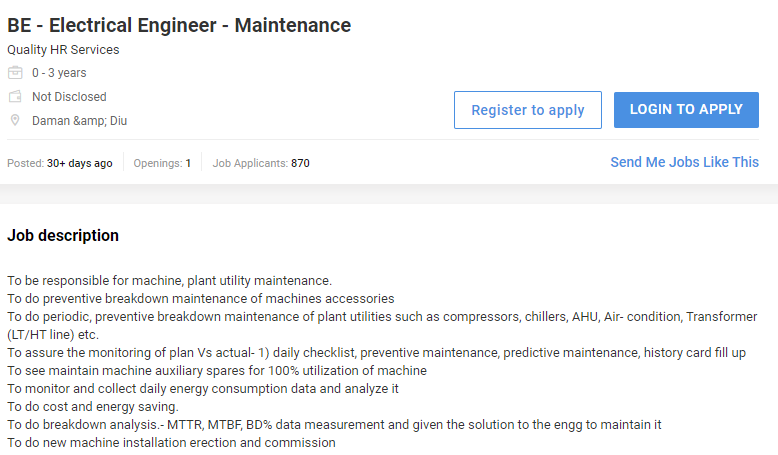 BE - Electrical Engineer - Maintenance
Quality HR Services
0 - 3 years
Not Disclosed
Daman &amp; Diu
Register to apply
LOGIN TO APPLY
Posted: 30+ days ago Openings: 1 Job Applicants: 870
Send Me Jobs Like This
Job description
To be responsible for machine, plant utility maintenance.
To do preventive breakdown maintenance of machines accessories
To do periodic, preventive breakdown maintenance of plant utilities such as compressors, chillers, AHU, Air- condition, Transformer
(LT/HT line) etc.
To assure the monitoring of plan Vs actual- 1) daily checklist, preventive maintenance, predictive maintenance, history card fill up
To see maintain machine auxiliary spares for 100% utilization of machine
To monitor and collect daily energy consumption data and analyze it
To do cost and energy saving.
To do breakdown analysis.- MTTR, MTBF, BD% data measurement and given the solution to the engg to maintain it
To do new machine installation erection and commission